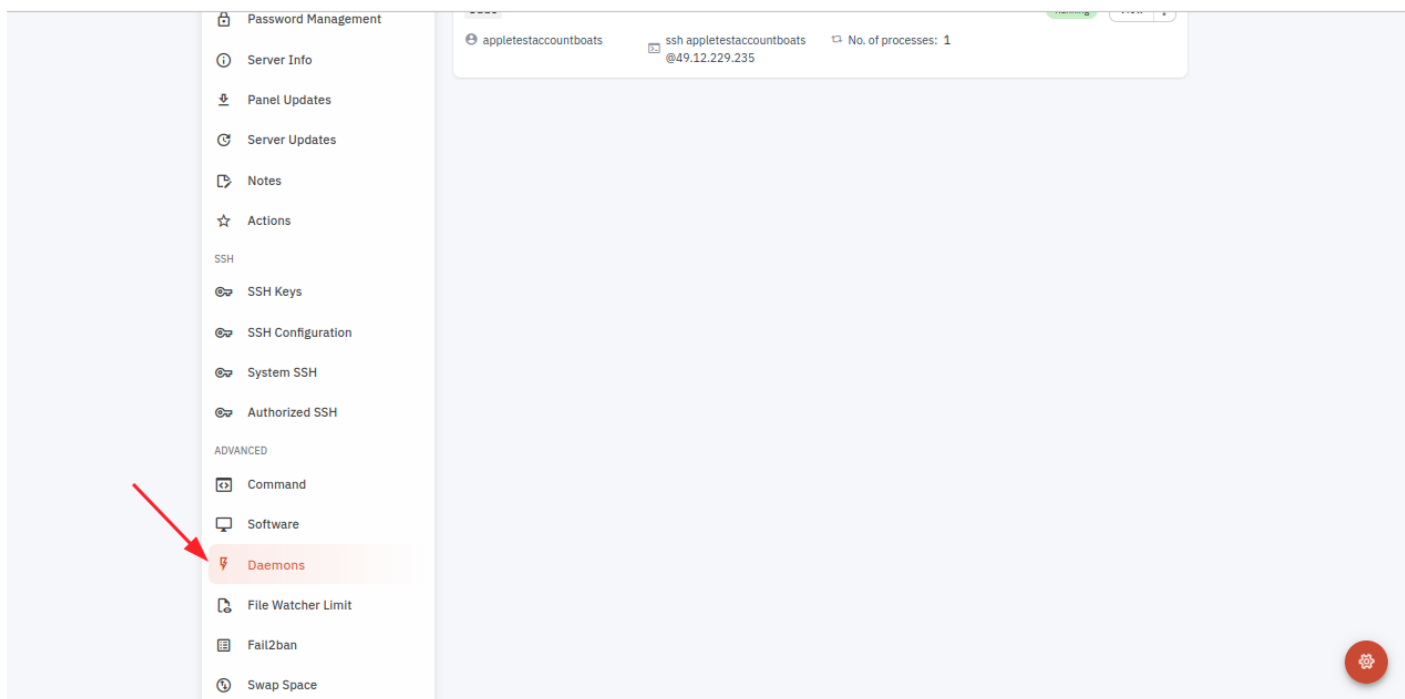 Password Management
Server Info
Panel Updates
Server Updates
Notes
Actions
SSH
SSH Keys
SSH Configuration
System SSH
Authorized SSH
ADVANCED
Command
Software
Daemons
File Watcher Limit
Fail2ban
Swap Space
appletestaccountboats
ssh appletestaccountboats
@49.12.229.235
No. of processes: 1